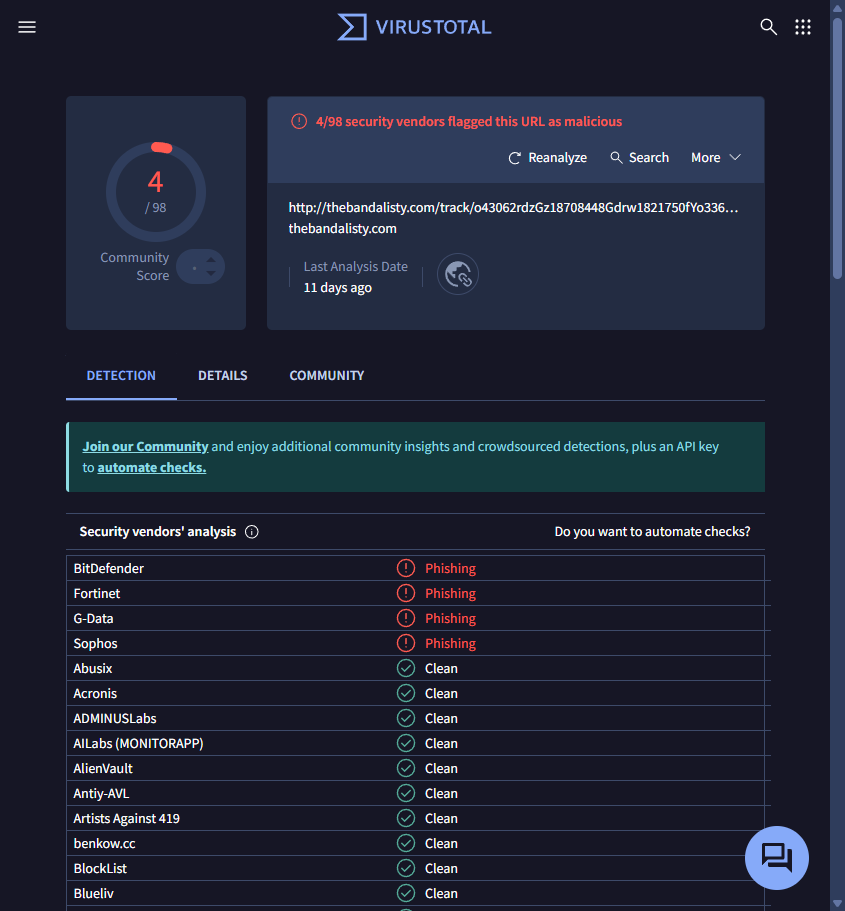 VIRUSTOTAL
4
/ 98
Community
Score
4/98 security vendors flagged this URL as malicious
Reanalyze
Search
More
http://thebandalisty.com/track/o43062rdzGz18708448Gdrw1821750fYo336...
thebandalisty.com
Last Analysis Date
11 days ago
DETECTION
DETAILS
COMMUNITY
Join our Community and enjoy additional community insights and crowdsourced detections, plus an API key
to automate checks.
Security vendors' analysis
Do you want to automate checks?
BitDefender Phishing
Fortinet Phishing
G-Data Phishing
Sophos Phishing
Abusix Clean
Acronis Clean
ADMINUSLabs Clean
AILabs (MONITORAPP) Clean
AlienVault Clean
Antiy-AVL Clean
Artists Against 419 Clean
benkow.cc Clean
BlockList Clean
Blueliv Clean